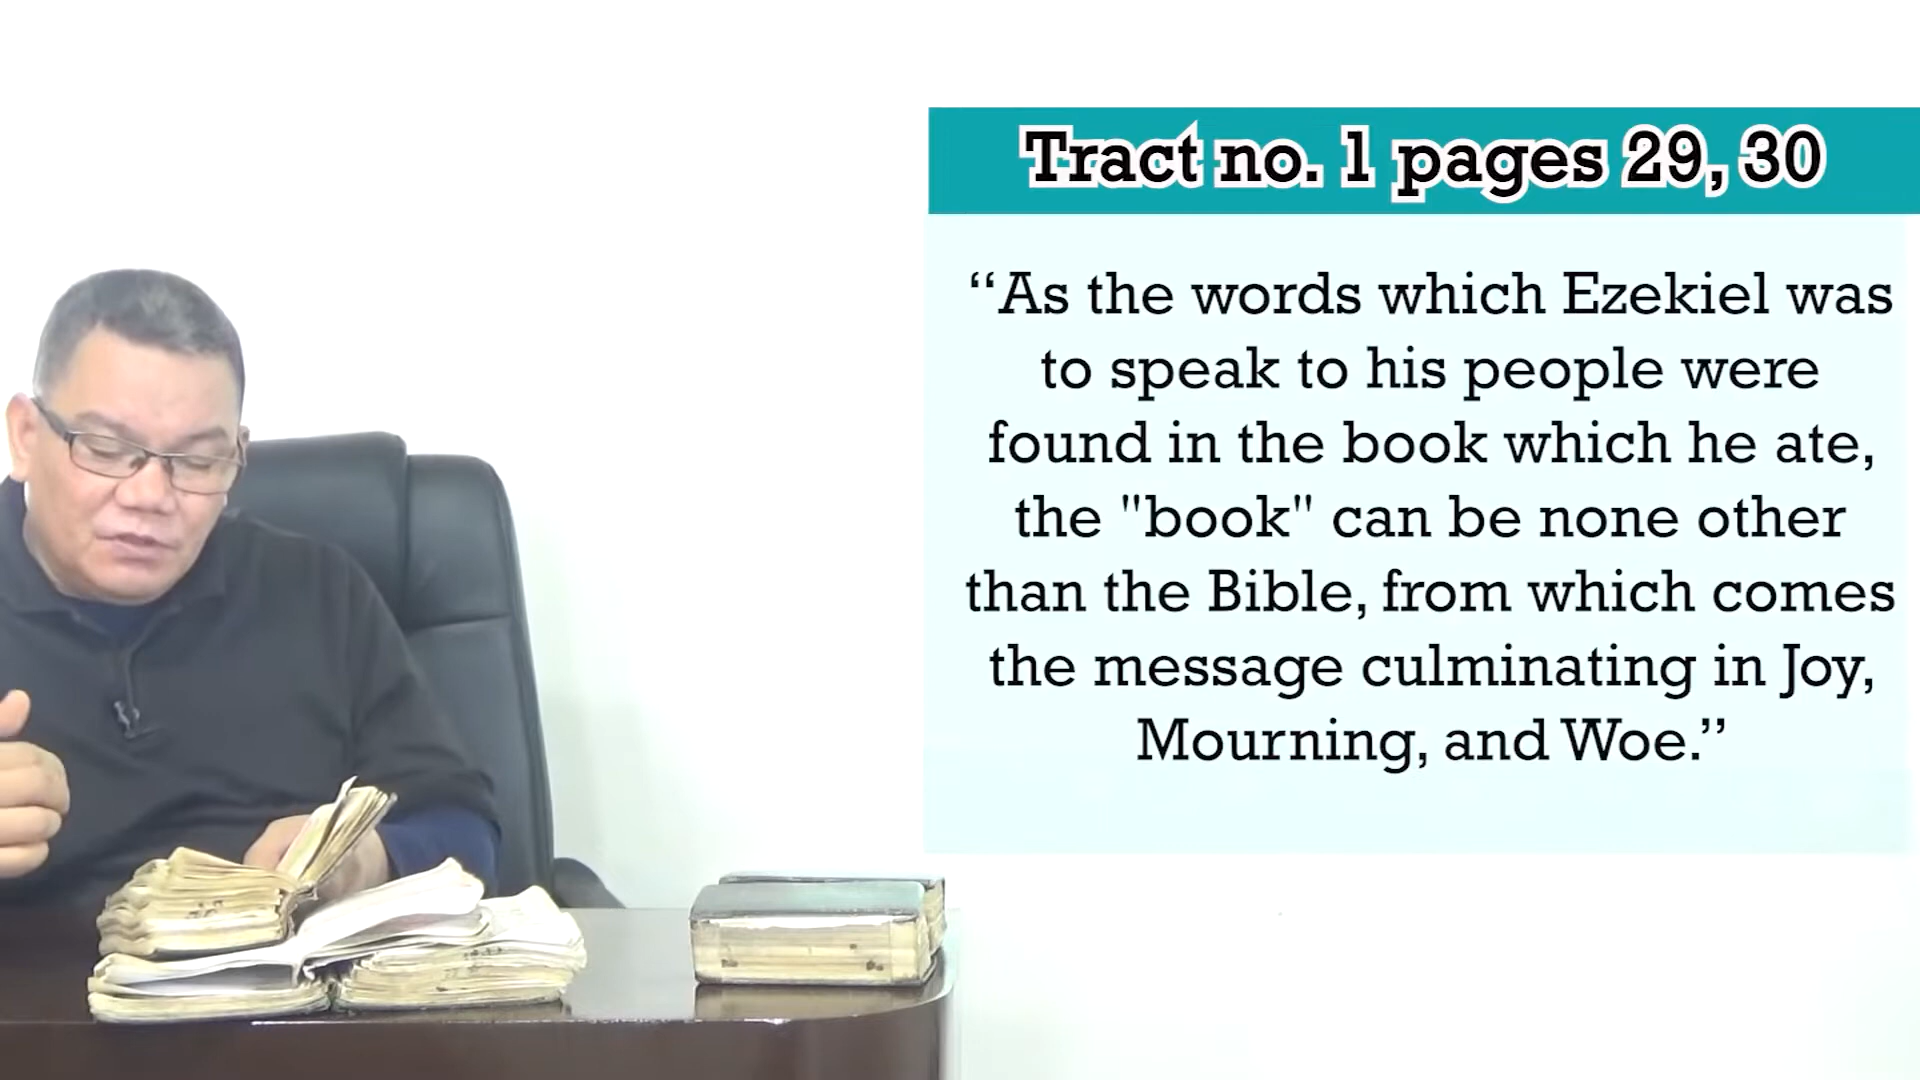 Tract no. 1 pages 29, 30
“As the words which Ezekiel was
to speak to his people were
found in the book which he ate,
the "book" can be none other
than the Bible, from which comes
the message culminating in Joy,
Mourning, and Woe.”